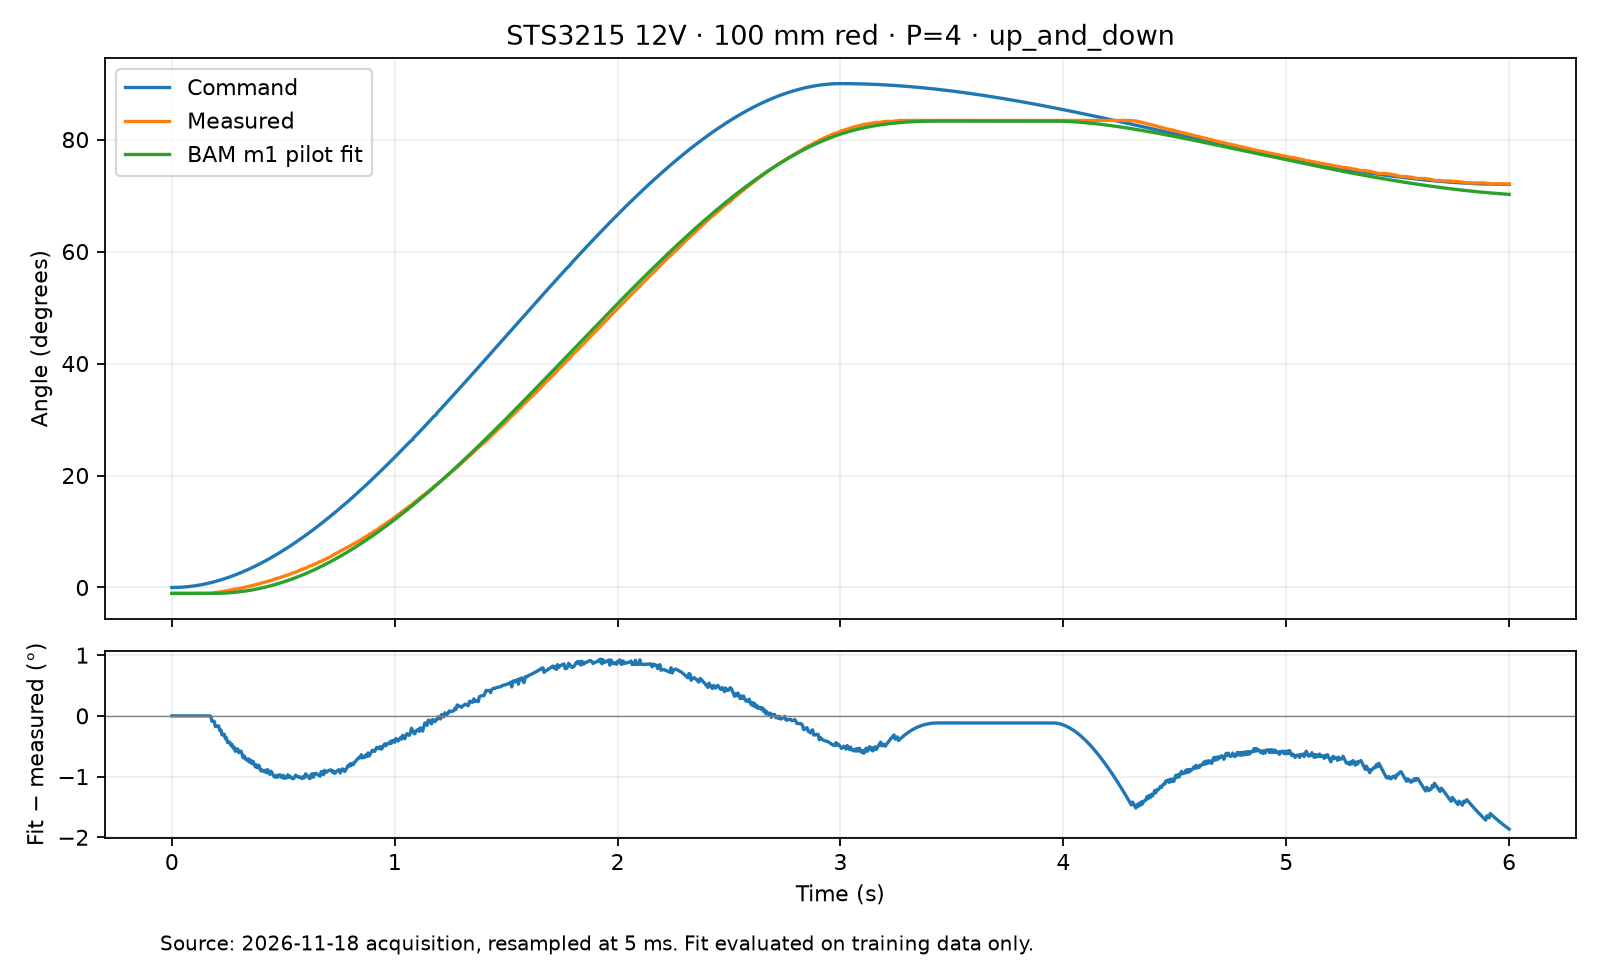 STS3215 12V · 100 mm red · P=4 · up_and_down
Command
Measured
BAM m1 pilot fit
Angle (degrees)
80
60
40
20
0
Fit − measured (°)
1
0
−1
−2
0 1 2 3 4 5 6
Time (s)
Source: 2026-11-18 acquisition, resampled at 5 ms. Fit evaluated on training data only.